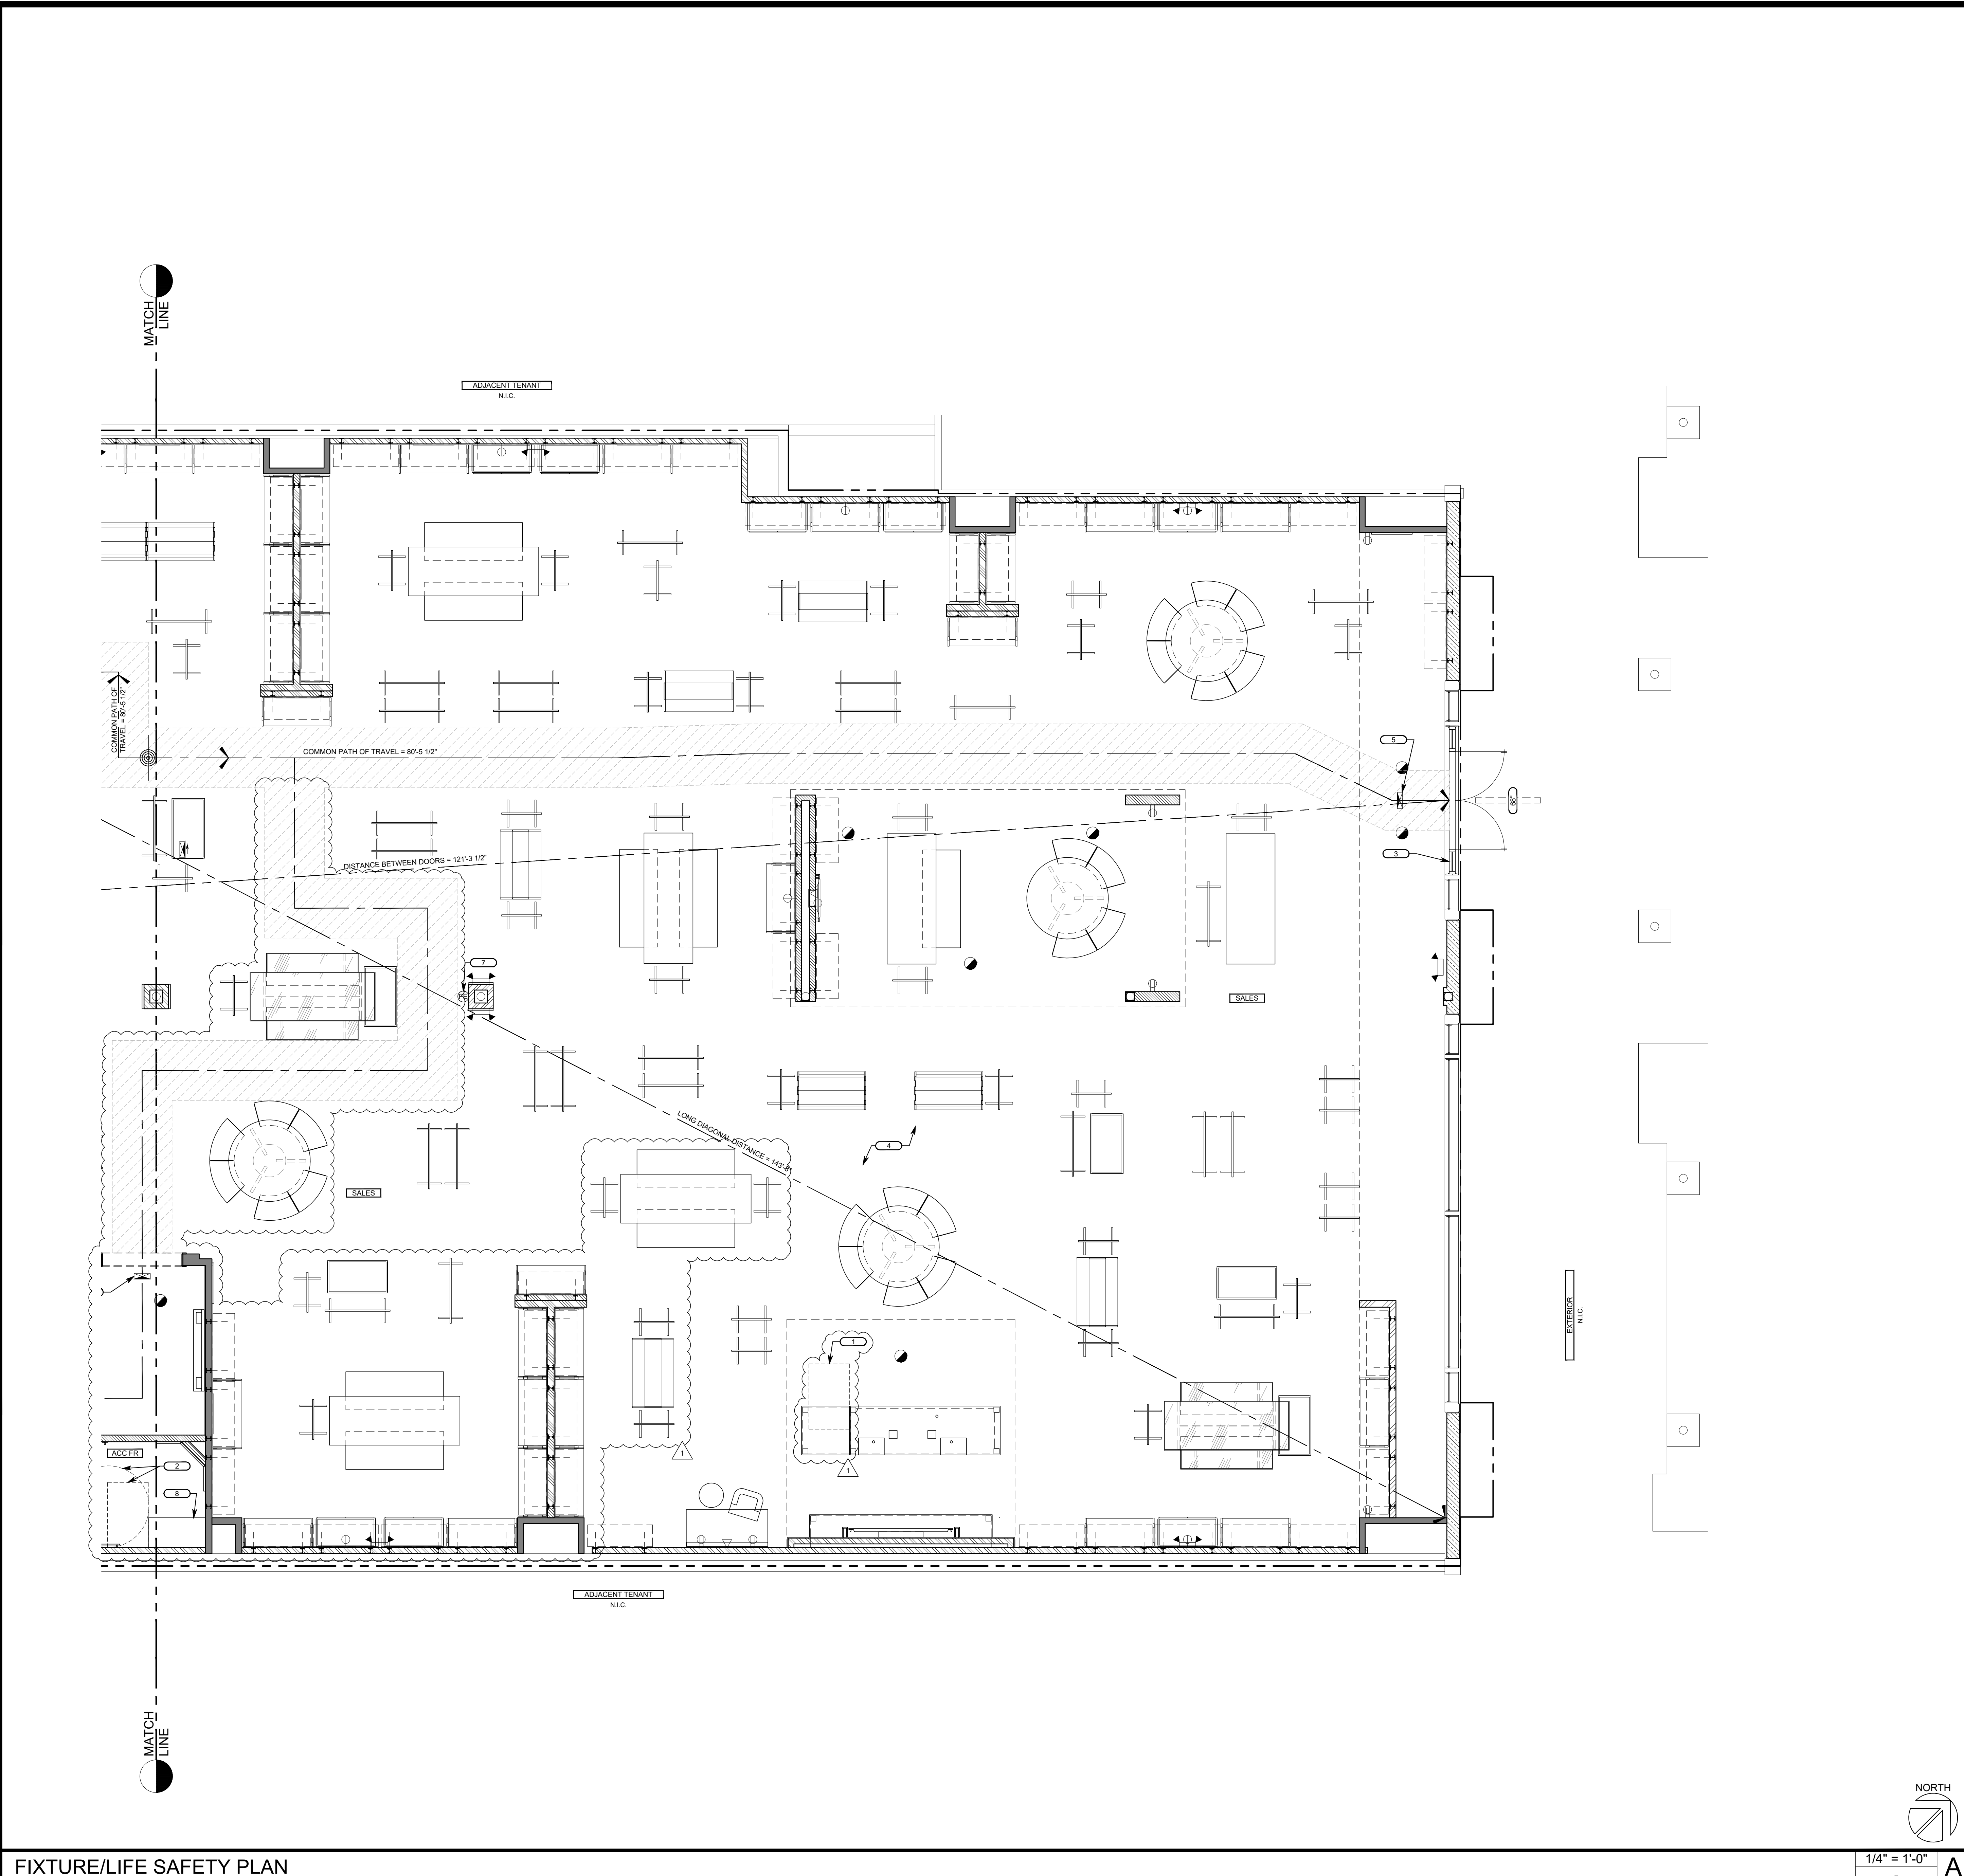 MATCH
LINE
ADJACENT TENANT
N.I.C.
COMMON PATH OF
TRAVEL = 80'-5 1/2"
COMMON PATH OF TRAVEL = 80'-5 1/2"
5
68"
3
DISTANCE BETWEEN DOORS = 121'-3 1/2"
7
FE
SALES
LONG DIAGONAL DISTANCE = 143'-8"
4
SALES
EXTERIOR
N.I.C.
1
ACC FR
1
2
1
8
ADJACENT TENANT
N.I.C.
MATCH
LINE
NORTH
FIXTURE/LIFE SAFETY PLAN
1/4" = 1'-0"
A